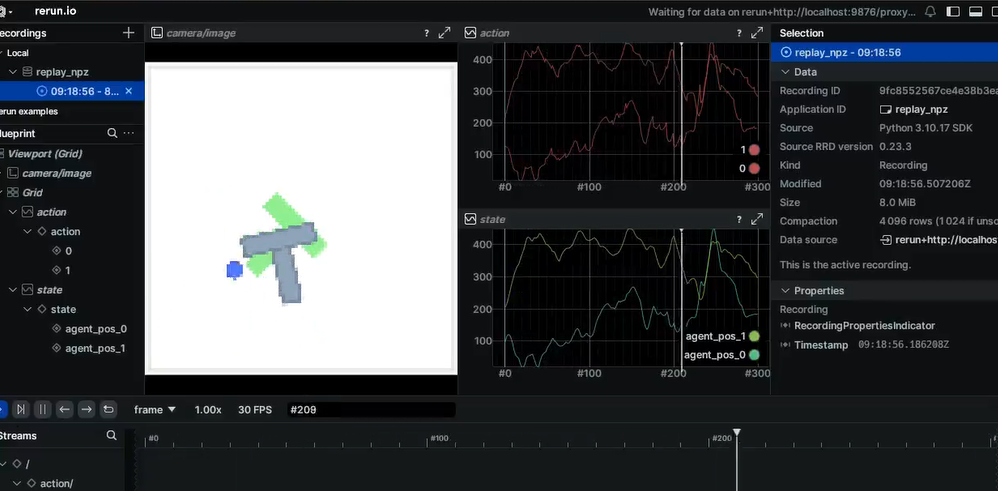 rerun.io
Waiting for data on rerun+http://localhost:9876/proxy...
ecordings
Local
replay_npz
09:18:56 - 8...
erun examples
lueprint
Viewport (Grid)
camera/image
Grid
action
action
0
1
state
state
agent_pos_0
agent_pos_1
camera/image
?
action
?
400
300
200
100
1
0
#0
#100
#200
#300
state
?
400
300
200
100
agent_pos_1
agent_pos_0
#0
#100
#200
#300
Selection
replay_npz - 09:18:56
Data
Recording ID 9fc8552567ce4e38b3ea
Application ID replay_npz
Source Python 3.10.17 SDK
Source RRD version 0.23.3
Kind Recording
Modified 09:18:56.507206Z
Size 8.0 MiB
Compaction 4 096 rows (1 024 if unso
Data source rerun+http://localhos
This is the active recording.
Properties
Recording
RecordingPropertiesIndicator
Timestamp 09:18:56.186208Z
frame 1.00x 30 FPS #209
Streams
#0
#100
#200
/
action/